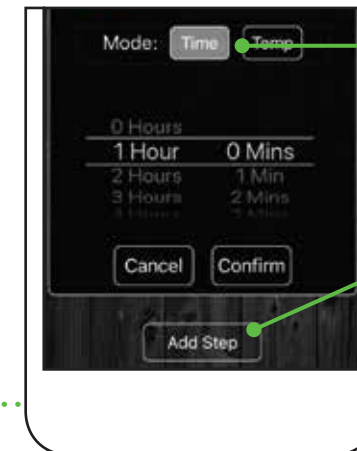 Mode: Time Temp
0 Hours
1 Hour 0 Mins
2 Hours 1 Min
3 Hours 2 Mins
Cancel Confirm
Add Step